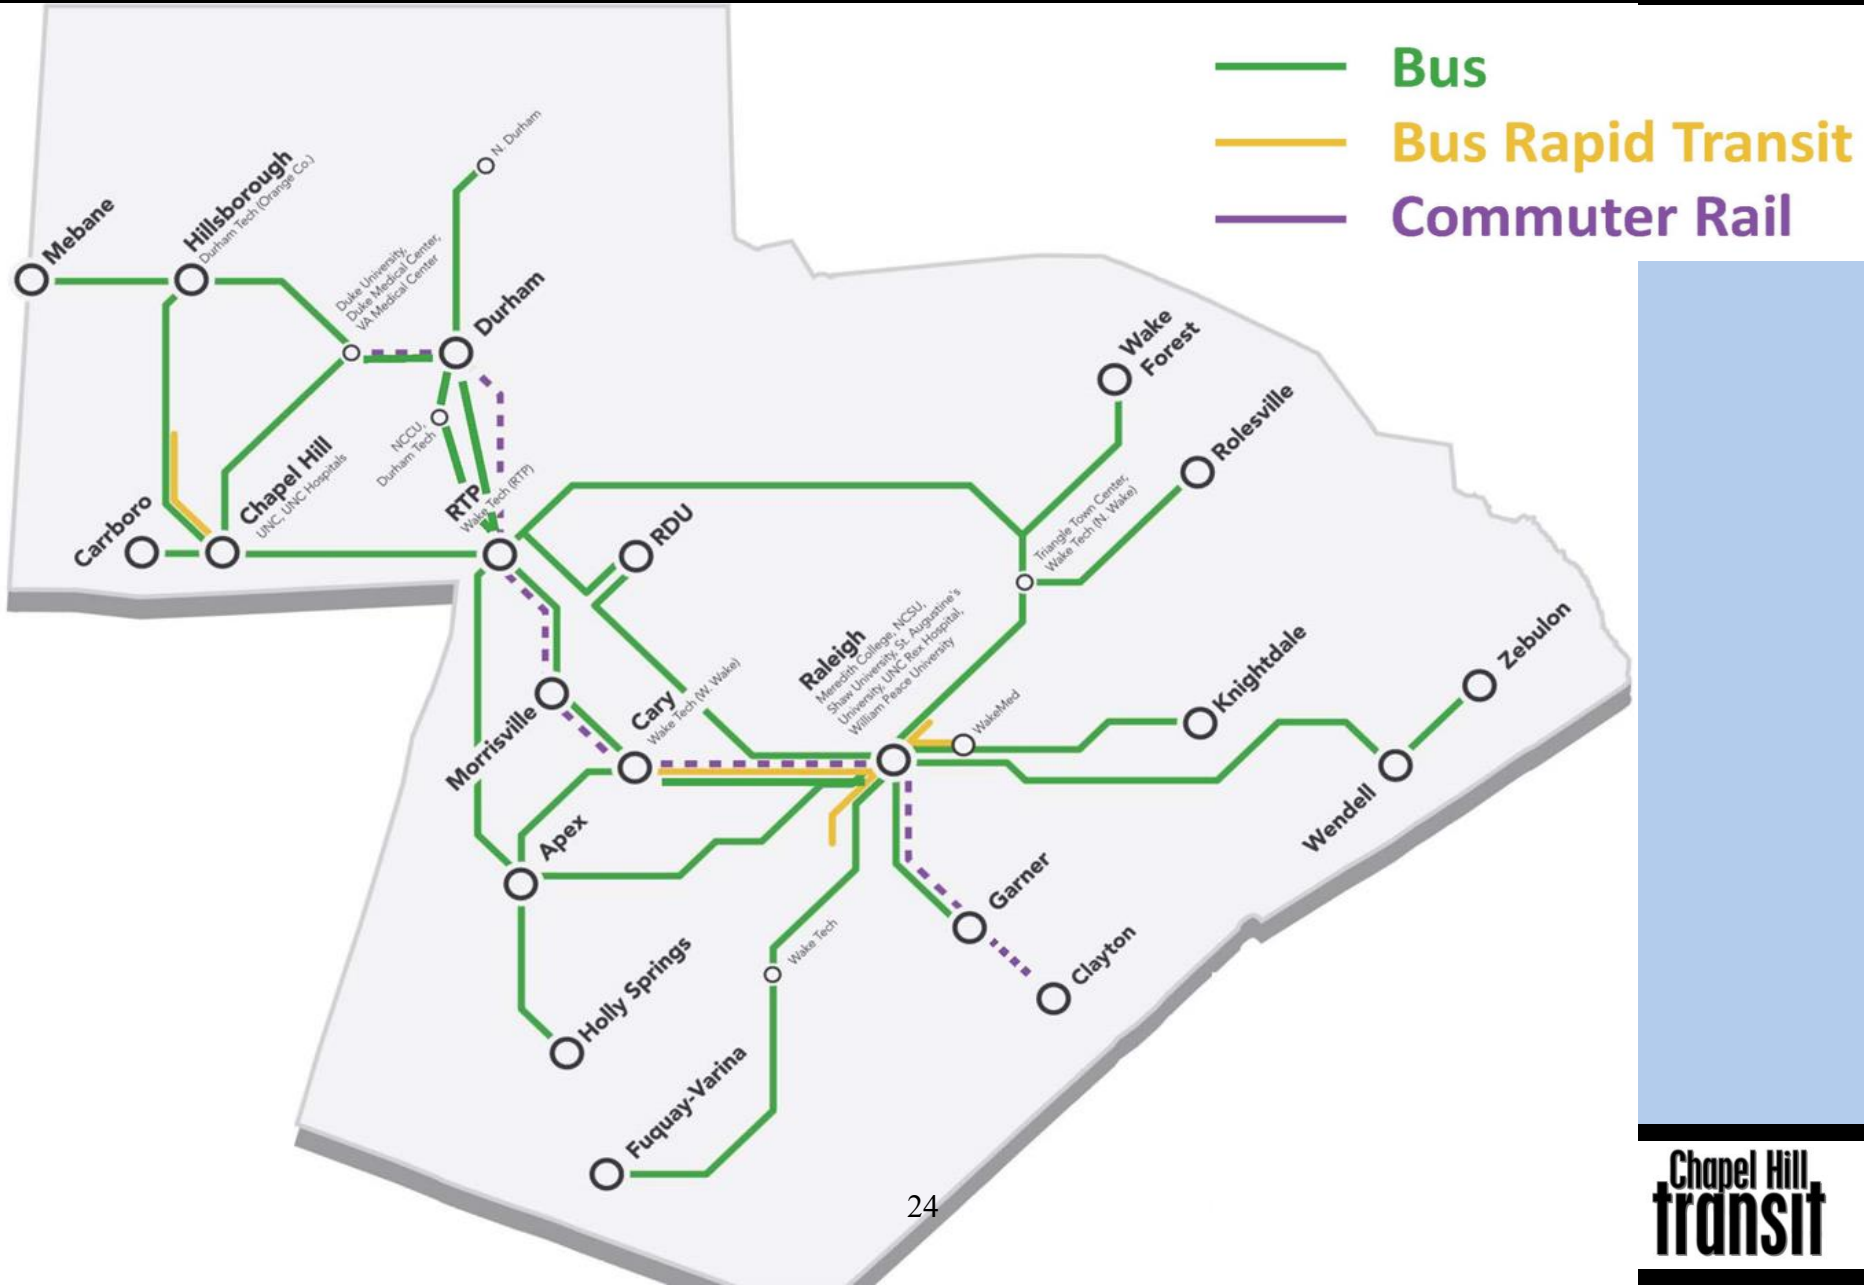 Bus
Bus Rapid Transit
Commuter Rail
N. Durham
Mebane
Hillsborough
Durham Tech (Orange Co.)
Duke University,
Duke Medical Center,
VA Medical Center
Durham
NCCU,
Durham Tech
Chapel Hill
UNC, UNC Hospitals
Carrboro
RTP
Wake Tech (RTP)
RDU
Wake
Forest
Rolesville
Triangle Town Center,
Wake Tech (N. Wake)
Raleigh
Meredith College, NCSU,
Shaw University, St. Augustine's
University, UNC Rex Hospital,
William Peace University
WakeMed
Knightdale
Zebulon
Wendell
Cary
Wake Tech (W. Wake)
Morrisville
Apex
Garner
Clayton
Wake Tech
Holly Springs
Fuquay-Varina
24
Chapel Hill
transit